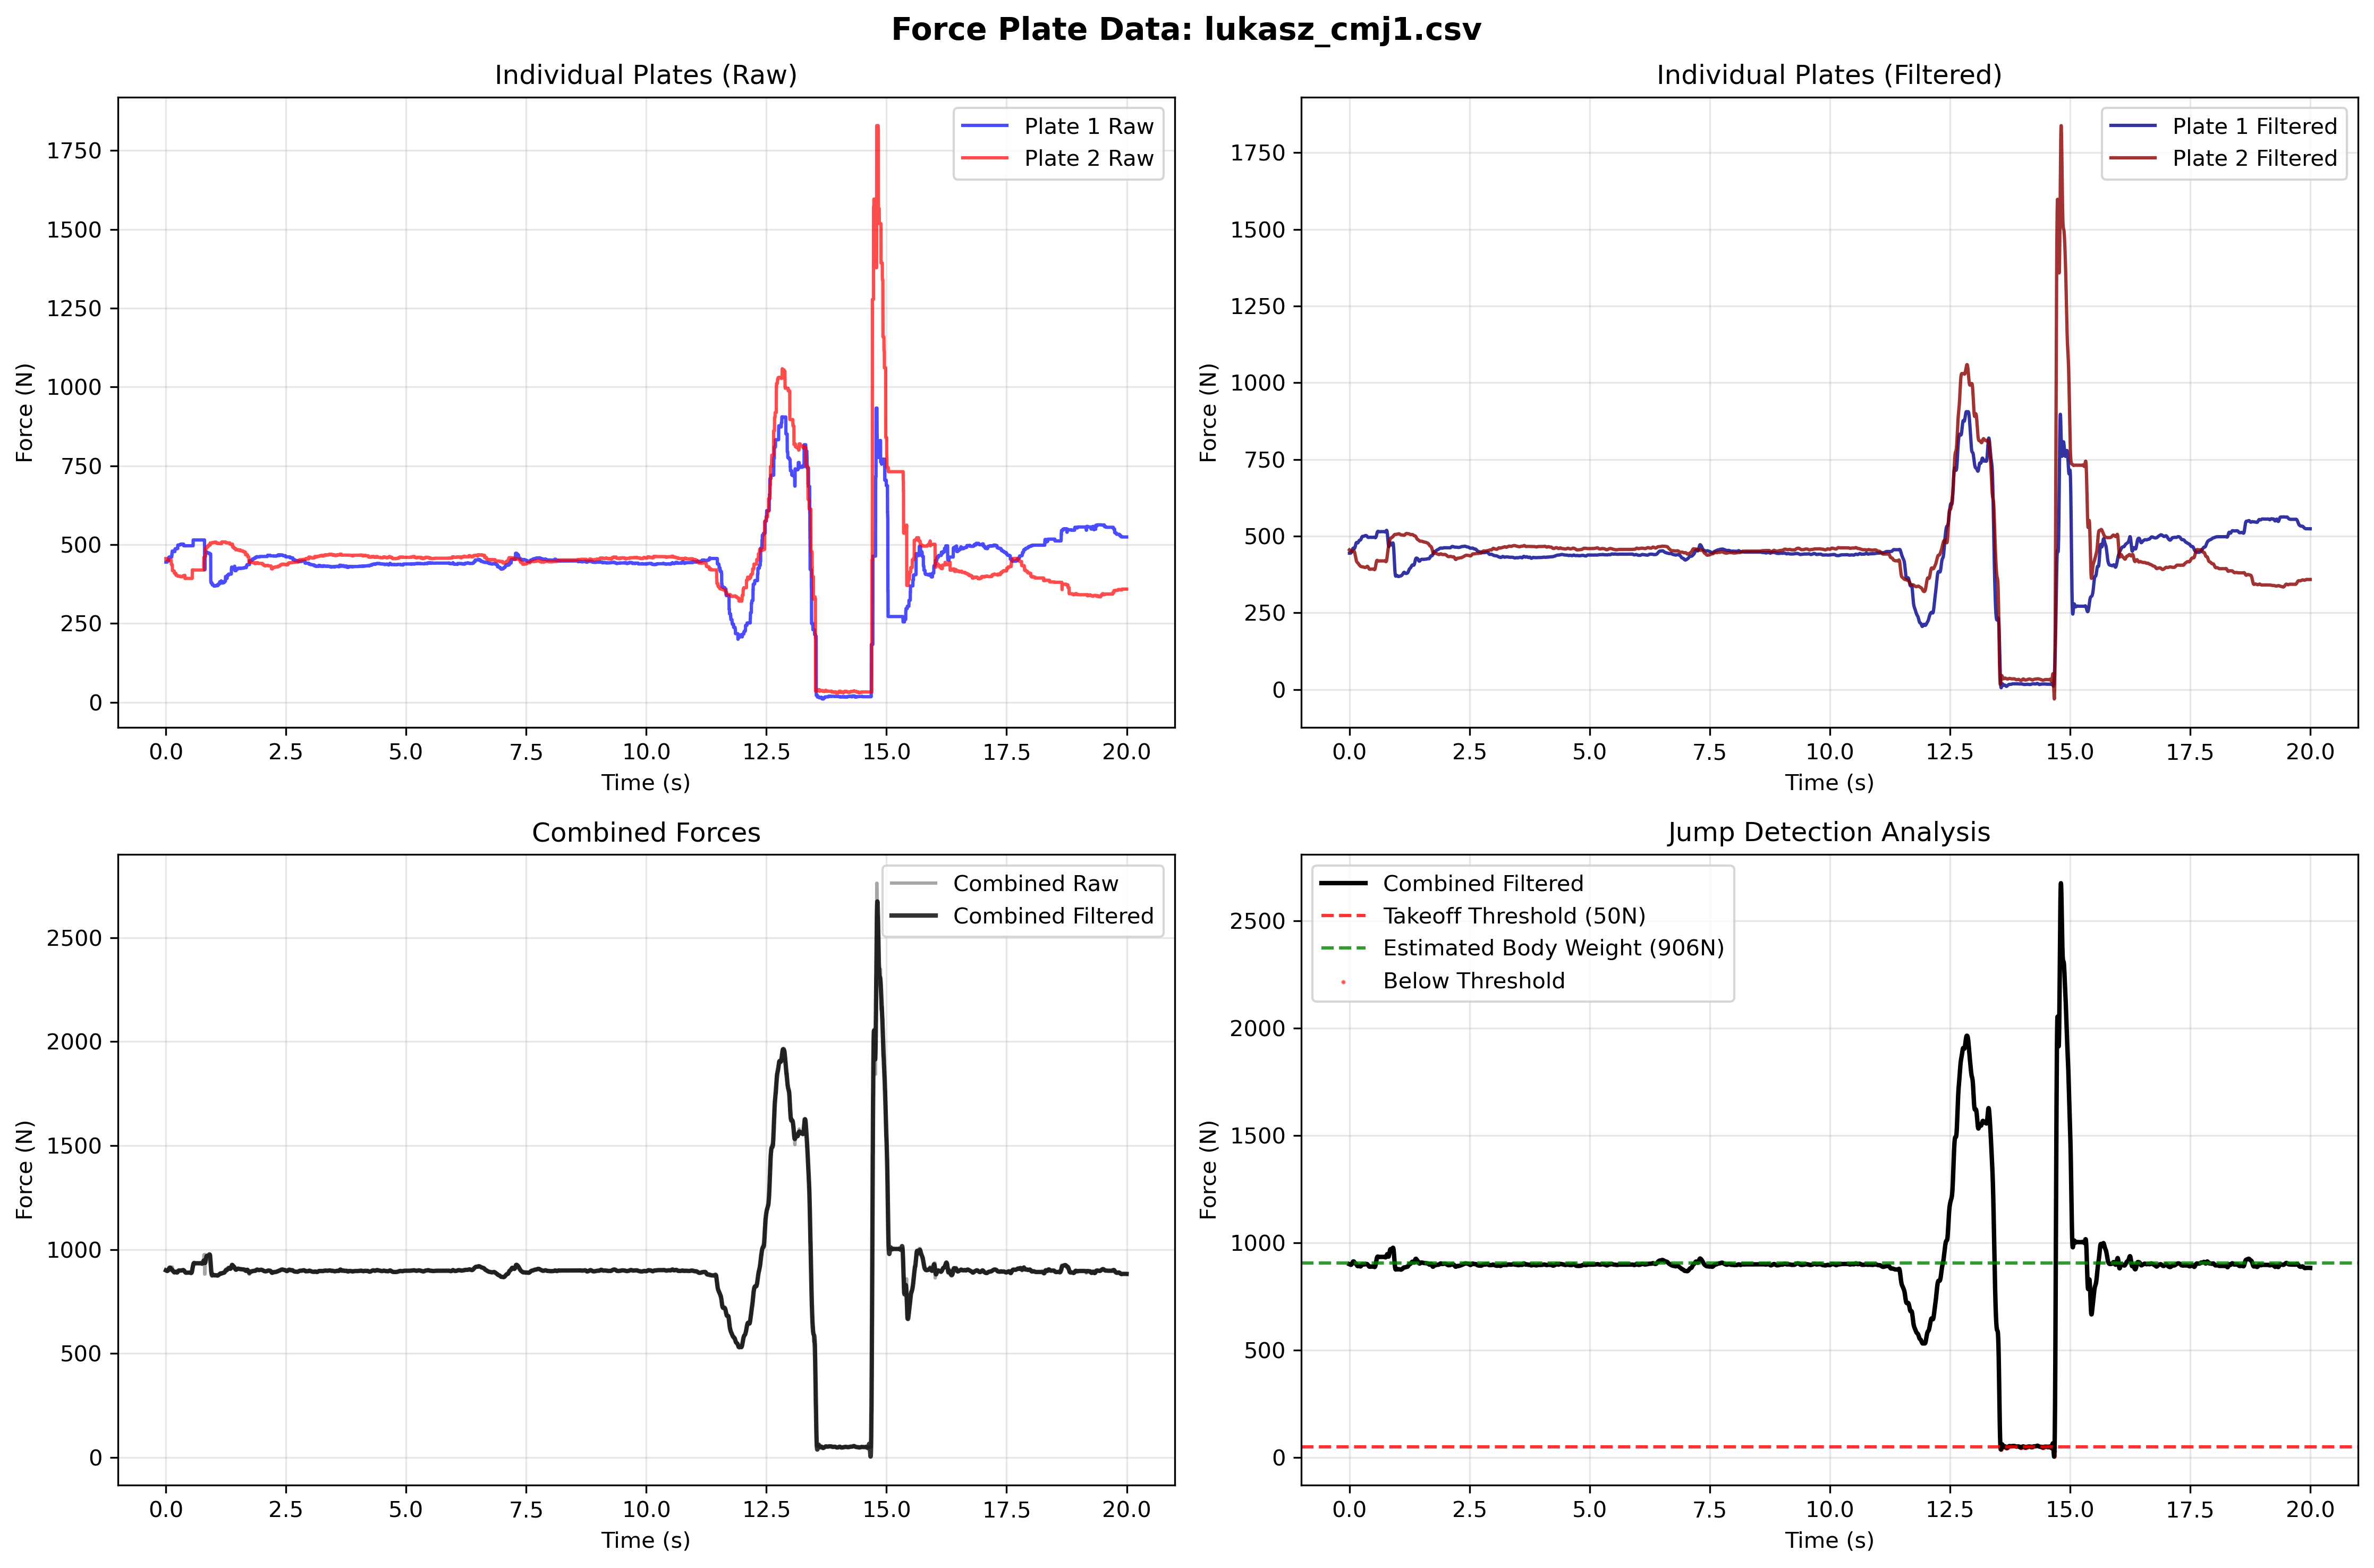 Force Plate Data: lukasz_cmj1.csv
Individual Plates (Raw)
Force (N)
1750
1500
1250
1000
750
500
250
0
Plate 1 Raw
Plate 2 Raw
0.0 2.5 5.0 7.5 10.0 12.5 15.0 17.5 20.0
Time (s)
Individual Plates (Filtered)
Force (N)
1750
1500
1250
1000
750
500
250
0
Plate 1 Filtered
Plate 2 Filtered
0.0 2.5 5.0 7.5 10.0 12.5 15.0 17.5 20.0
Time (s)
Combined Forces
Force (N)
2500
2000
1500
1000
500
0
Combined Raw
Combined Filtered
0.0 2.5 5.0 7.5 10.0 12.5 15.0 17.5 20.0
Time (s)
Jump Detection Analysis
Force (N)
2500
2000
1500
1000
500
0
Combined Filtered
Takeoff Threshold (50N)
Estimated Body Weight (906N)
Below Threshold
0.0 2.5 5.0 7.5 10.0 12.5 15.0 17.5 20.0
Time (s)